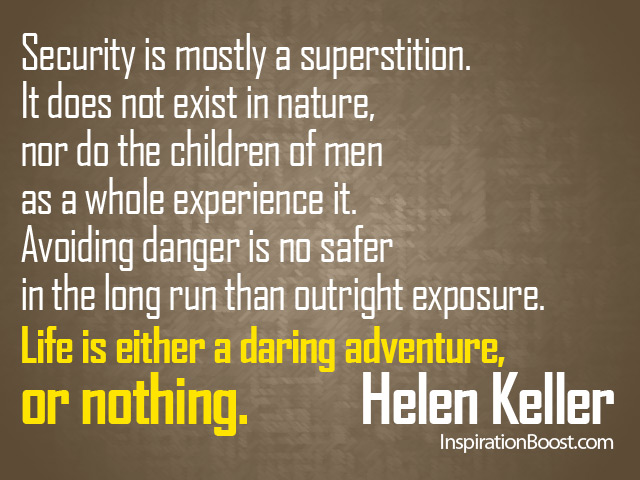 Security is mostly a superstition.
It does not exist in nature,
nor do the children of men
as a whole experience it.
Avoiding danger is no safer
in the long run than outright exposure.
Life is either a daring adventure,
or nothing.
Helen Keller
InspirationBoost.com